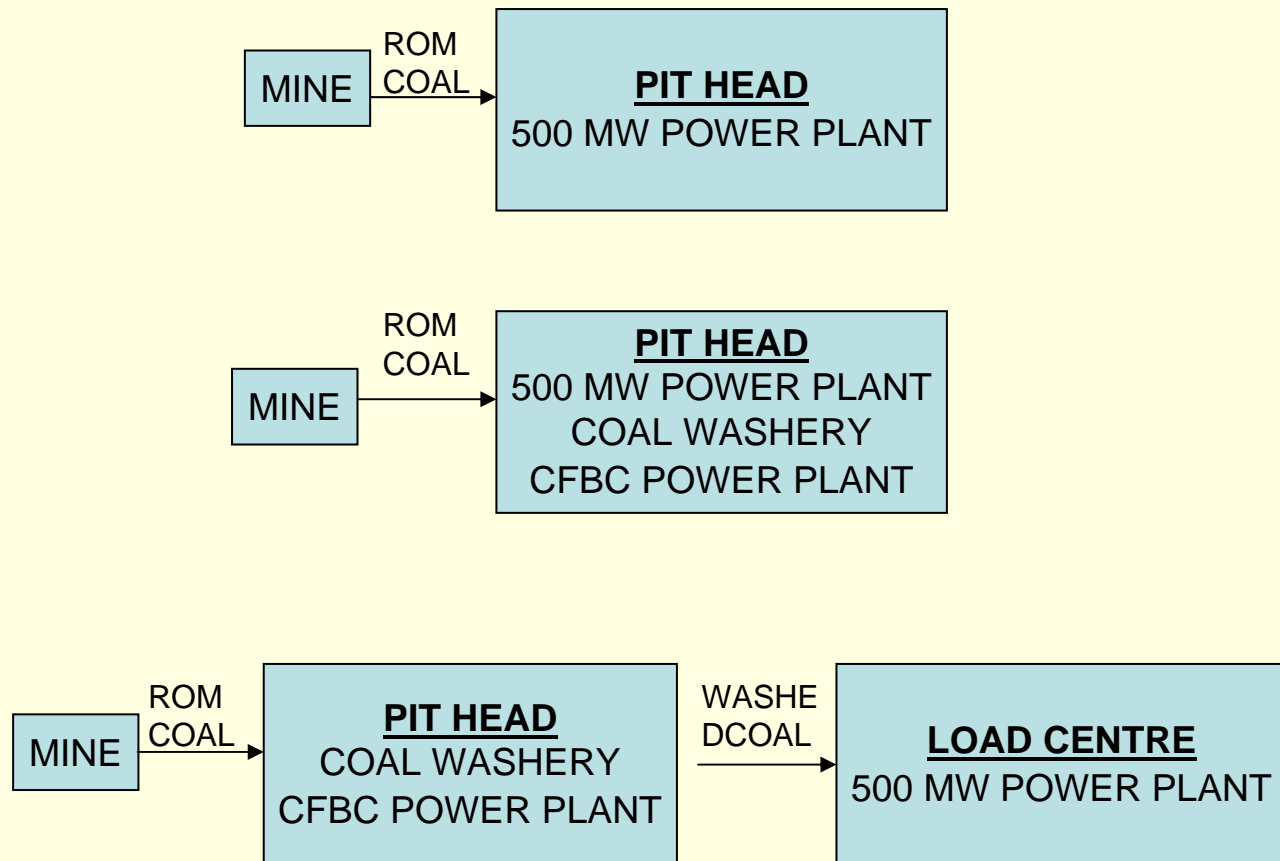 MINE
ROM
COAL
PIT HEAD
500 MW POWER PLANT
MINE
ROM
COAL
PIT HEAD
500 MW POWER PLANT
COAL WASHERY
CFBC POWER PLANT
MINE
ROM
COAL
PIT HEAD
COAL WASHERY
CFBC POWER PLANT
WASHE
DCOAL
LOAD CENTRE
500 MW POWER PLANT